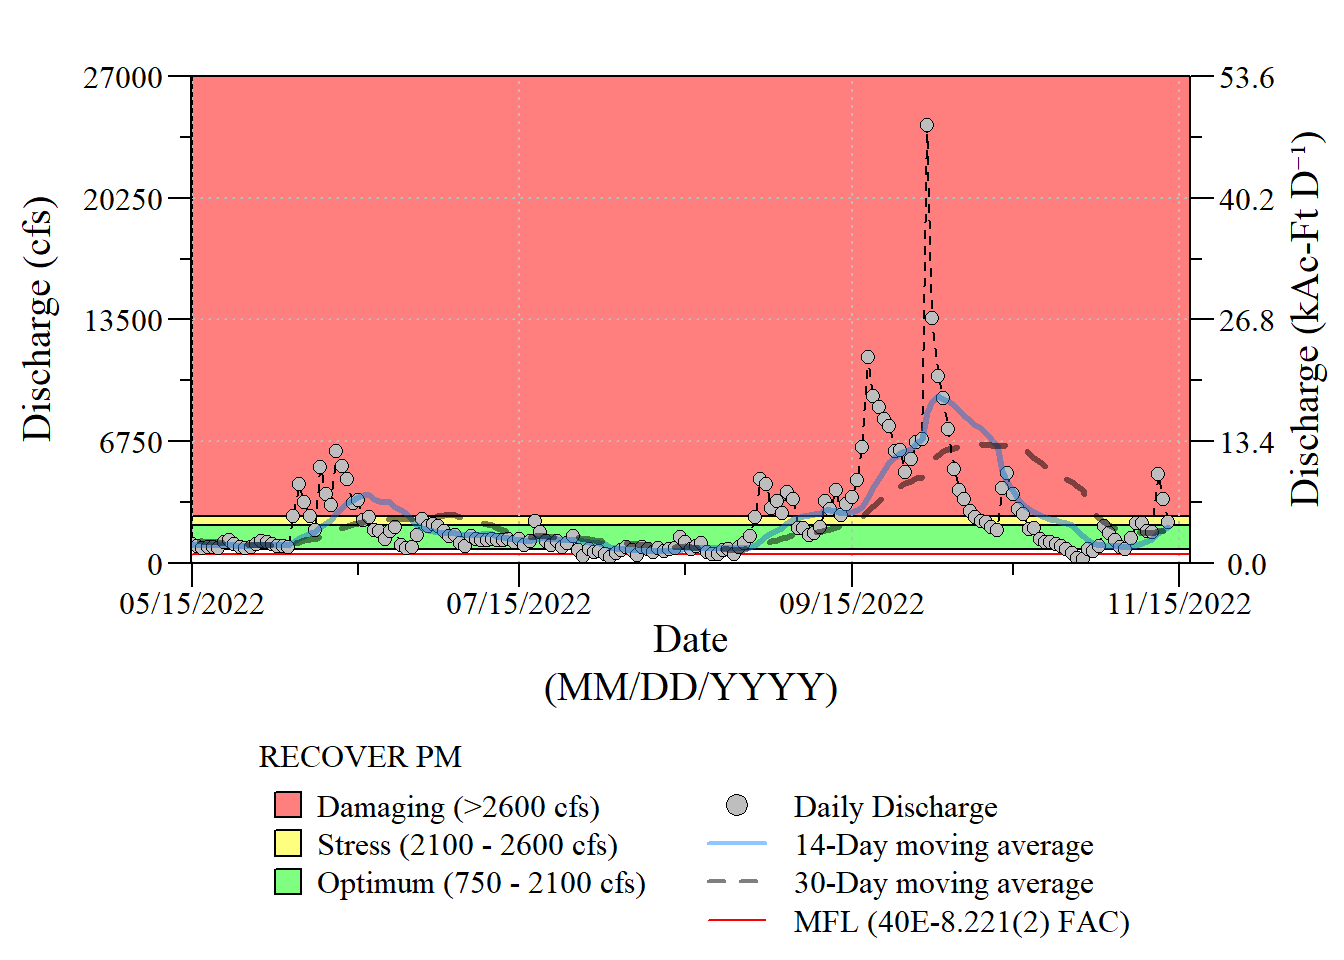 27000
20250
13500
6750
0
Discharge (cfs)
53.6
40.2
26.8
13.4
0.0
Discharge (kAc-Ft D⁻¹)
05/15/2022
07/15/2022
09/15/2022
11/15/2022
Date
(MM/DD/YYYY)
RECOVER PM
Damaging (>2600 cfs)
Stress (2100 - 2600 cfs)
Optimum (750 - 2100 cfs)
Daily Discharge
14-Day moving average
30-Day moving average
MFL (40E-8.221(2) FAC)